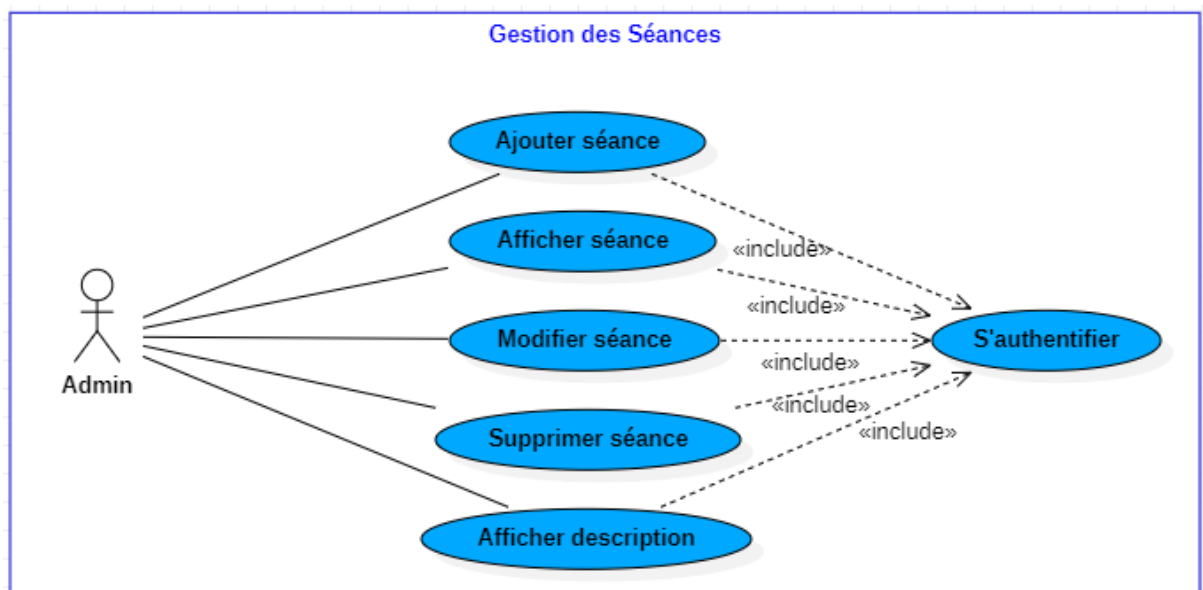 Gestion des Séances
Ajouter séance
Afficher séance
«include»
«include»
Modifier séance
S'authentifier
«include»
Admin
«include»
Supprimer séance
«include»
Afficher description